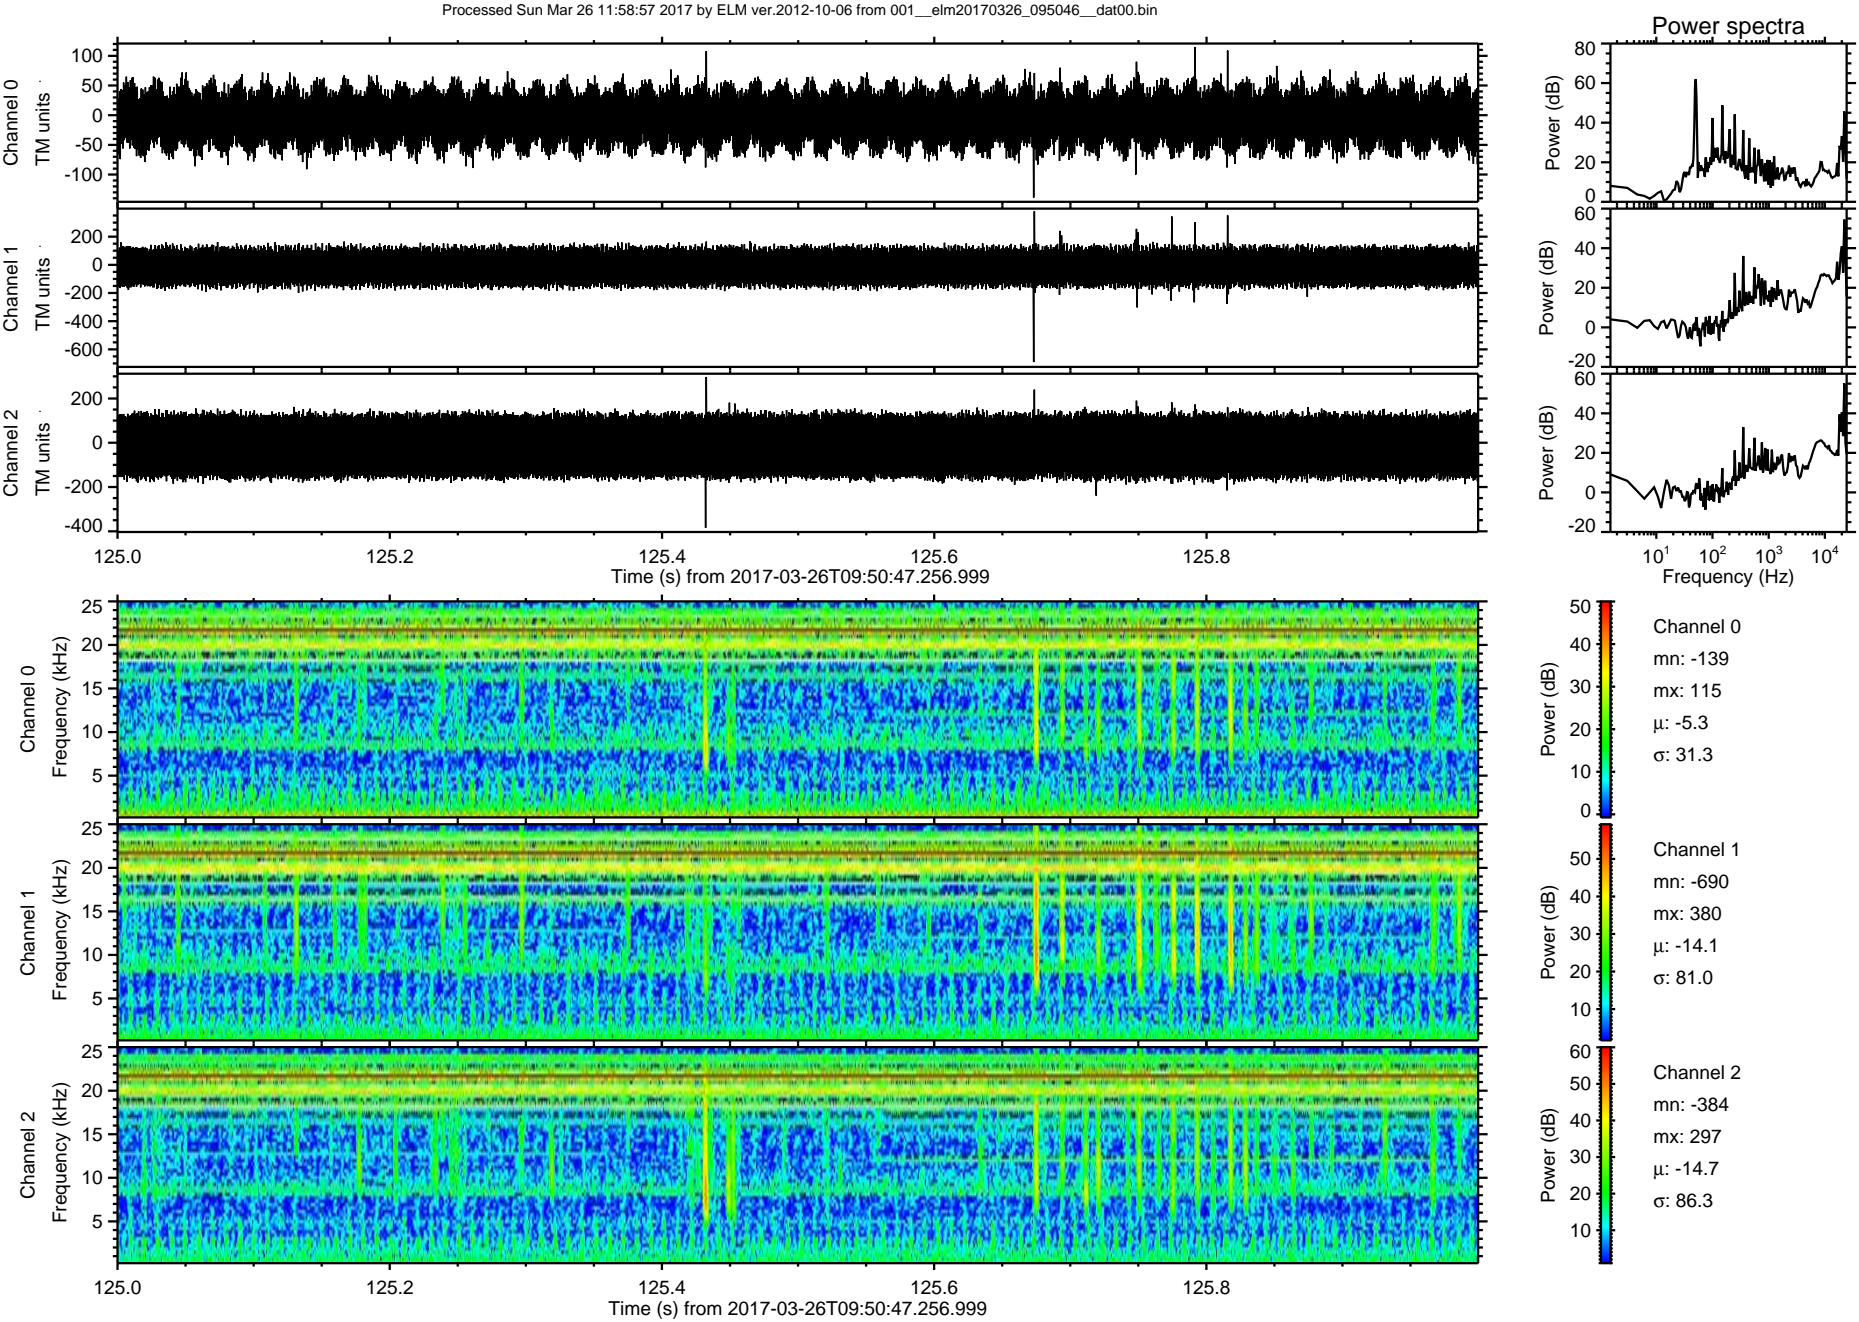 Processed Sun Mar 26 11:58:57 2017 by ELM ver.2012-10-06 from 001__elm20170326_095046__dat00.bin
Power spectra
Channel 0
TM units
100
50
0
-50
-100
Power (dB)
80
60
40
20
0
Channel 1
TM units
200
0
-200
-400
-600
Power (dB)
60
40
20
0
-20
Channel 2
TM units
200
0
-200
-400
Power (dB)
60
40
20
0
-20
125.0 125.2 125.4 125.6 125.8
Time (s) from 2017-03-26T09:50:47.256.999
10¹ 10² 10³ 10⁴
Frequency (Hz)
Channel 0
Frequency (kHz)
25
20
15
10
5
Power (dB)
50
40
30
20
10
0
Channel 0
mn: -139
mx: 115
μ: -5.3
σ: 31.3
Channel 1
Frequency (kHz)
25
20
15
10
5
Power (dB)
50
40
30
20
10
Channel 1
mn: -690
mx: 380
μ: -14.1
σ: 81.0
Channel 2
Frequency (kHz)
25
20
15
10
5
Power (dB)
60
50
40
30
20
10
Channel 2
mn: -384
mx: 297
μ: -14.7
σ: 86.3
125.0 125.2 125.4 125.6 125.8
Time (s) from 2017-03-26T09:50:47.256.999